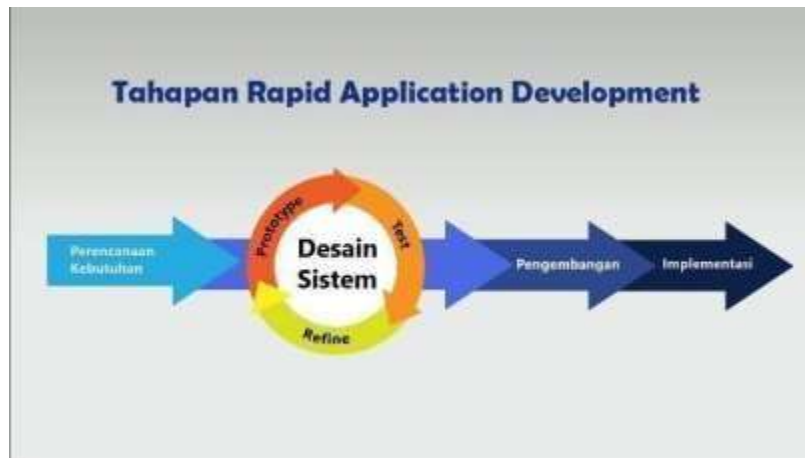 Tahapan Rapid Application Development
Perencanaan
Kebutuhan
Prototype
Test
Refine
Desain
Sistem
Pengembangan
Implementasi